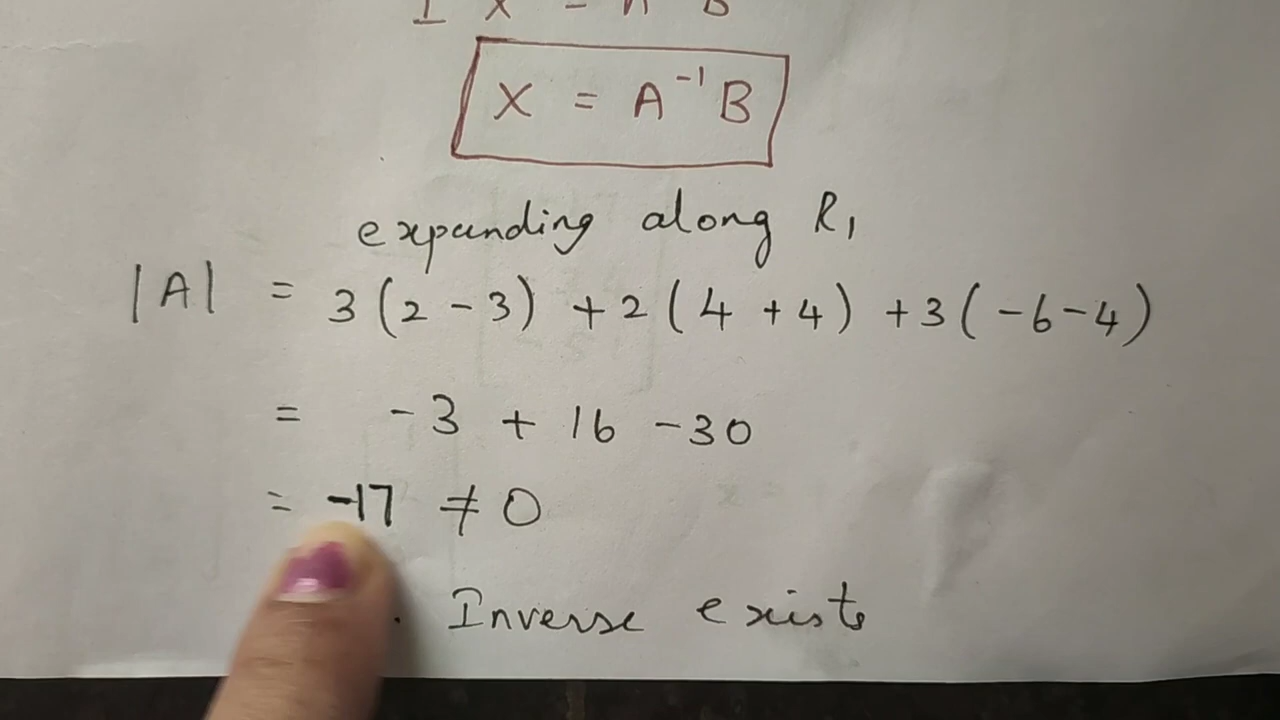 X = A⁻¹B
expanding along R₁
|A| = 3(2-3) +2(4+4) +3(-6-4)
= -3 + 16 -30
= -17 ≠ 0
. Inverse exists